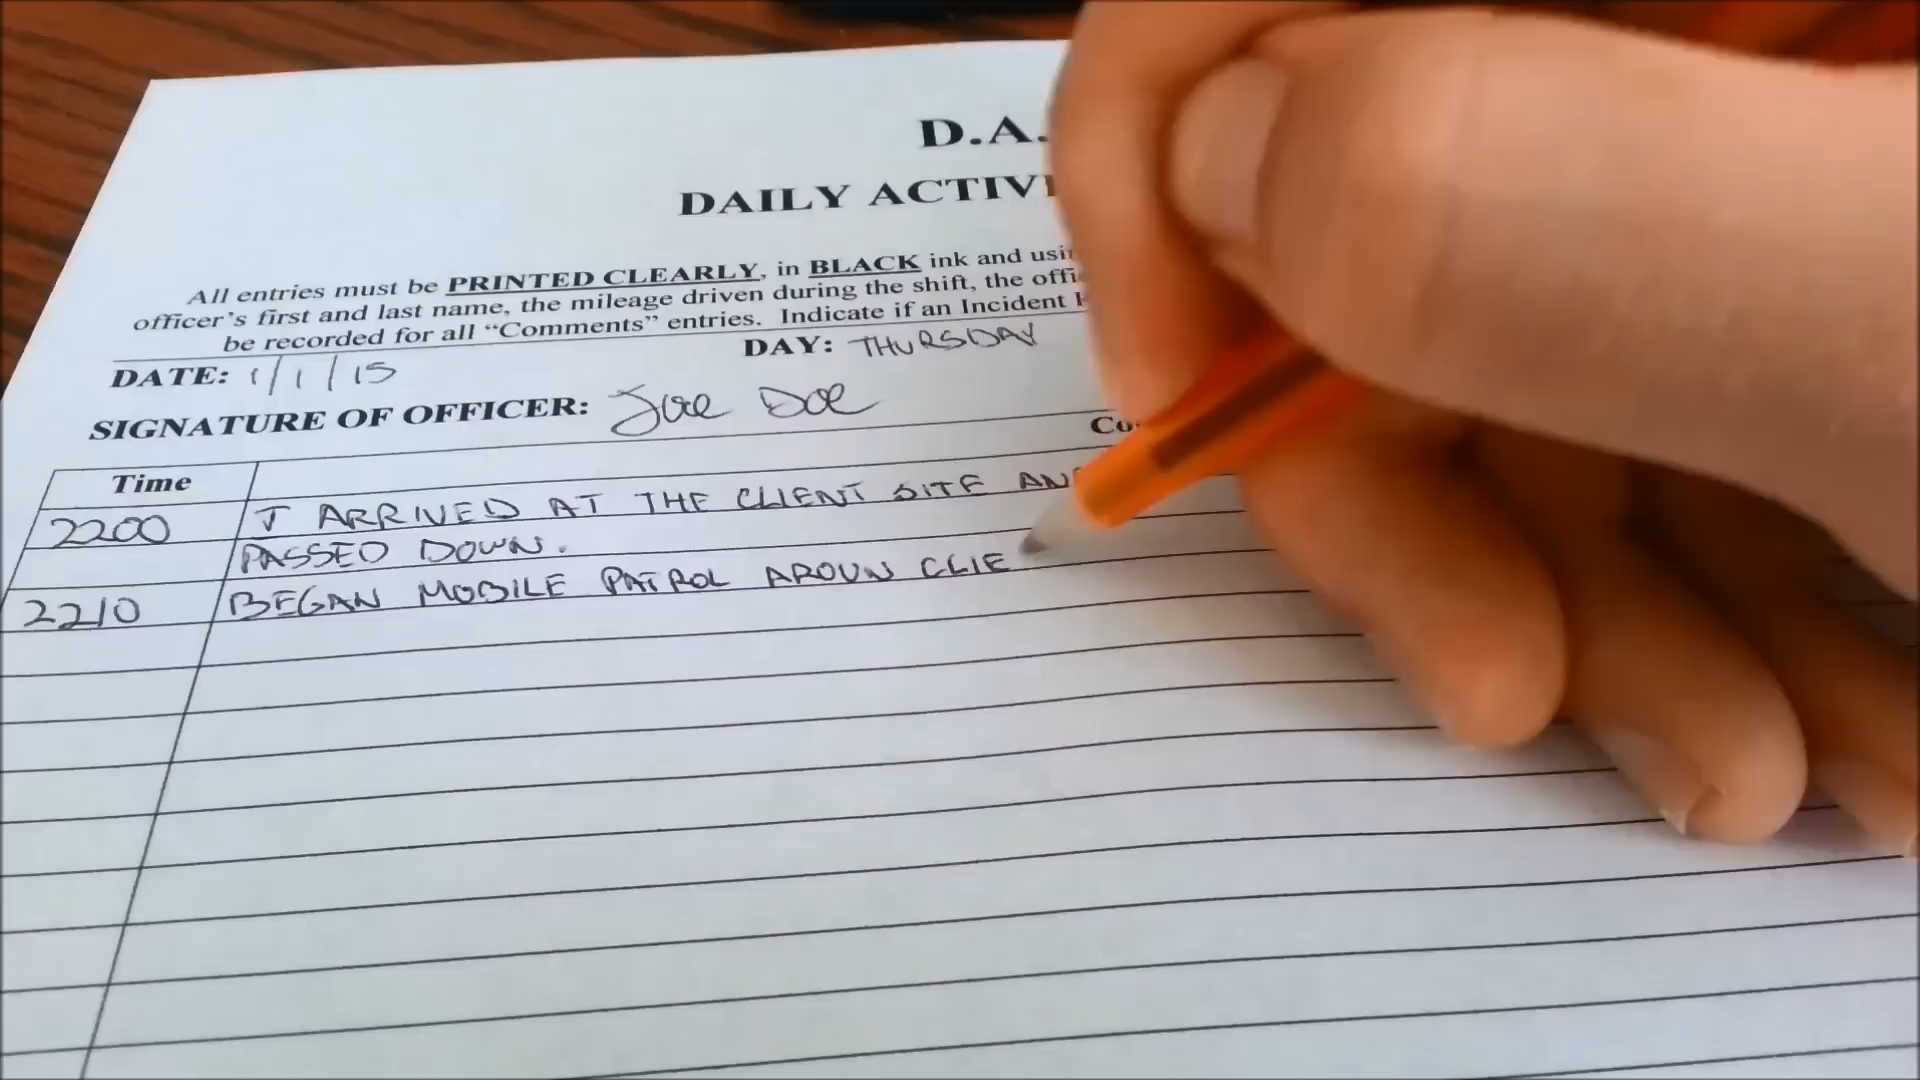 D.A.
DAILY ACTIVI
All entries must be PRINTED CLEARLY, in BLACK ink and usi
officer's first and last name, the mileage driven during the shift, the offi
be recorded for all “Comments” entries. Indicate if an Incident
DATE: 1/1/15 DAY: THURSDAY
SIGNATURE OF OFFICER: Joe Doe
Time Co
2200 I ARRIVED AT THE CLIENT SITE AN
PASSED DOWN.
2210 BEGAN MOBILE PATROL AROUN CLIE